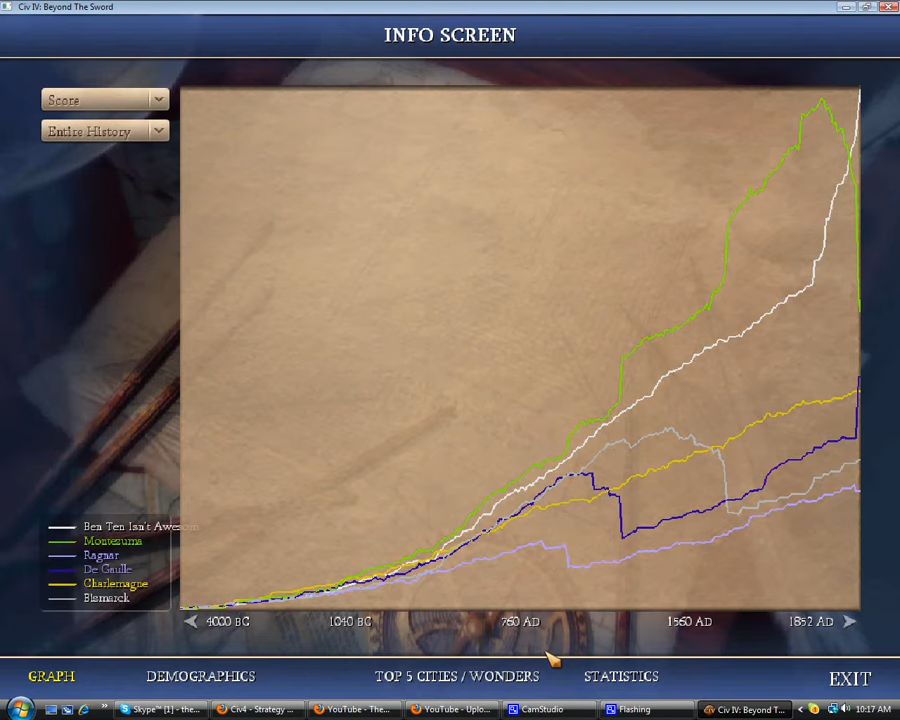 Civ IV: Beyond The Sword
INFO SCREEN
Score
Entire History
Ben Ten Isn't Awesom
Montezuma
Ragnar
De Gaulle
Charlemagne
Bismarck
4000 BC 1040 BC 760 AD 1560 AD 1852 AD
GRAPH DEMOGRAPHICS TOP 5 CITIES / WONDERS STATISTICS EXIT
Skype™ [1] - the... Civ4 - Strategy ... YouTube - The... YouTube - Uplo... CamStudio Flashing Civ IV: Beyond T... 10:17 AM